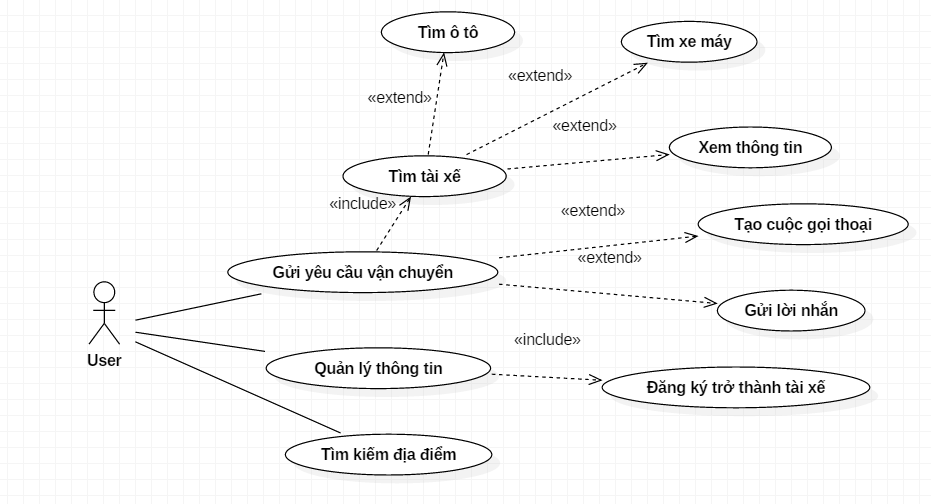 Tìm ô tô
Tìm xe máy
«extend»
«extend»
«extend»
Xem thông tin
Tìm tài xế
«include»
«extend»
Tạo cuộc gọi thoại
«extend»
Gửi yêu cầu vận chuyển
Gửi lời nhắn
«include»
User
Quản lý thông tin
Đăng ký trở thành tài xế
Tìm kiếm địa điểm